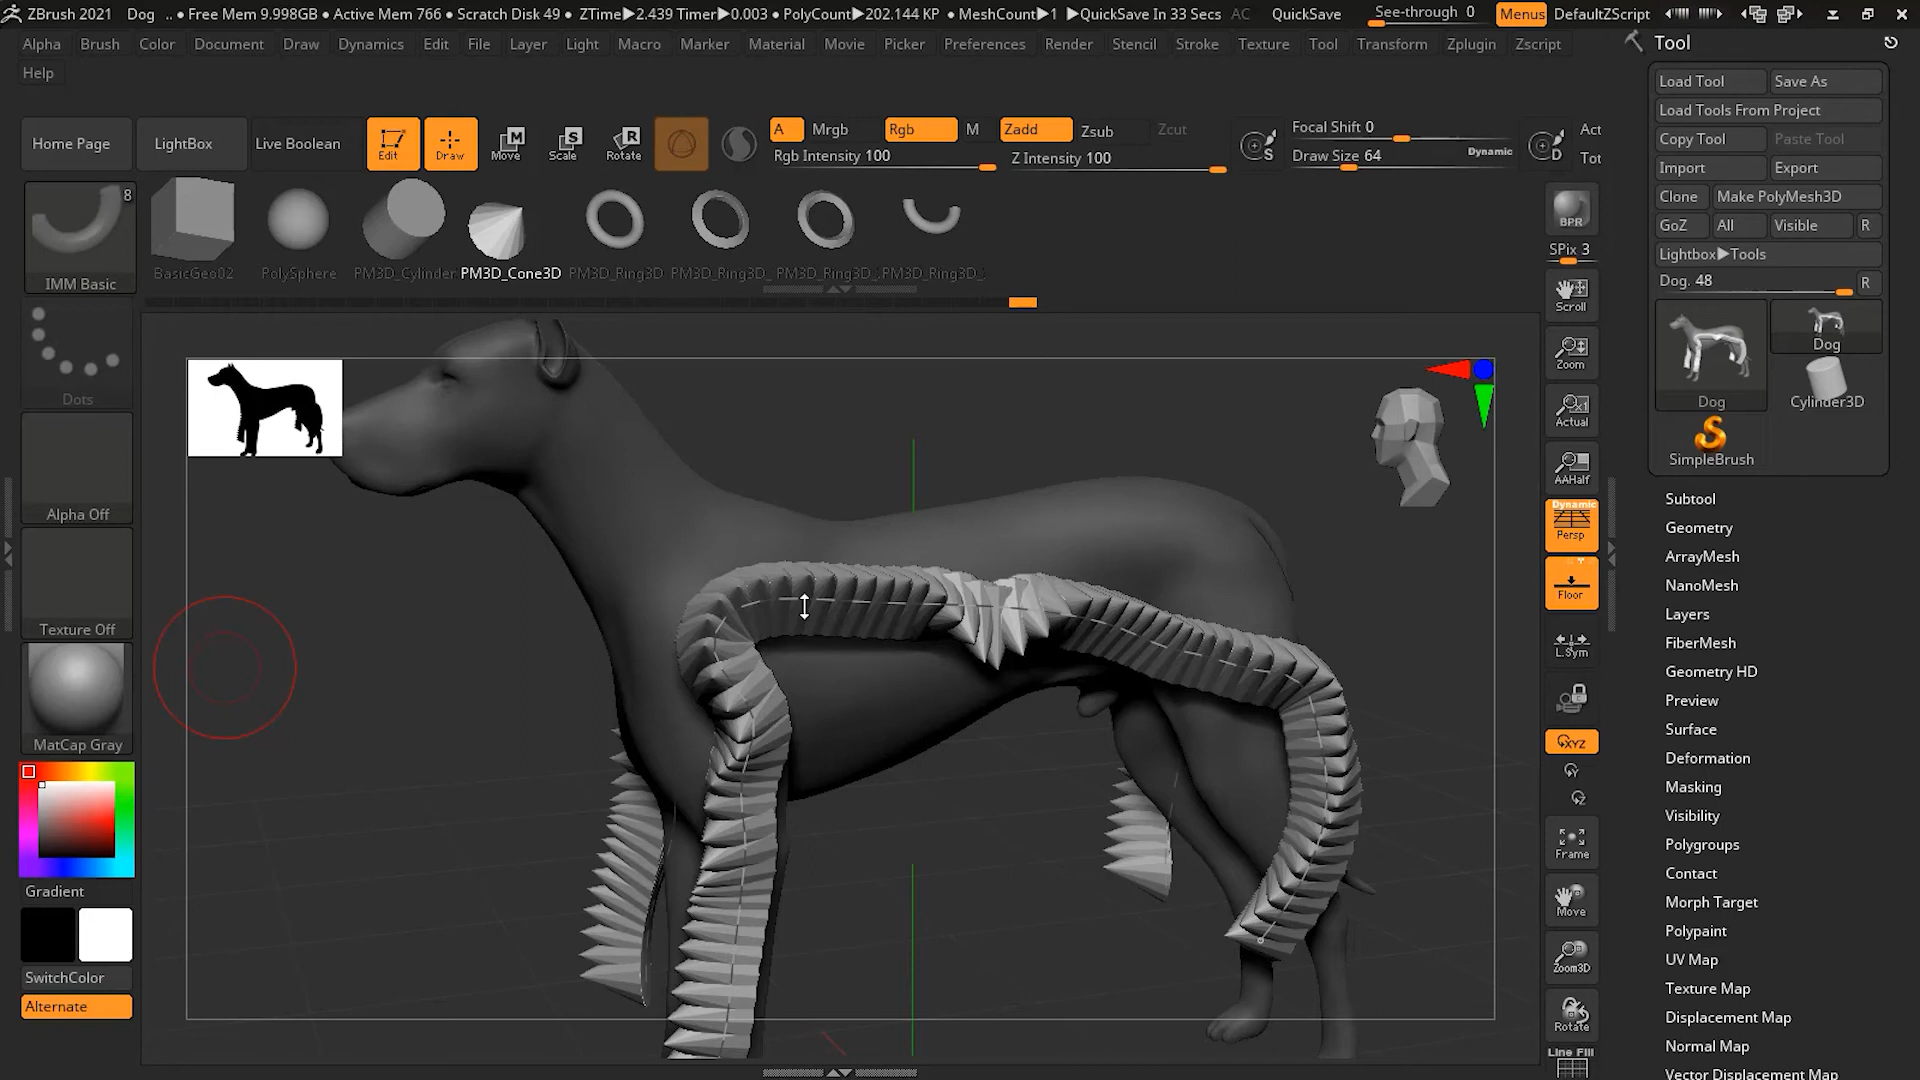 ZBrush 2021 Dog .. • Free Mem 9.998GB • Active Mem 766 • Scratch Disk 49 • ZTime▶2.439 Timer▶0.003 • PolyCount▶202.144 KP • MeshCount▶1 ▶QuickSave In 33 Secs AC QuickSave See-through 0 Menus DefaultZScript
Alpha Brush Color Document Draw Dynamics Edit File Layer Light Macro Marker Material Movie Picker Preferences Render Stencil Stroke Texture Tool Transform Zplugin Zscript
Help
Home Page LightBox Live Boolean Edit Draw Move Scale Rotate
M S R
A Mrgb Rgb M Zadd Zsub Zcut
Rgb Intensity 100 Z Intensity 100
S Focal Shift 0
Draw Size 64 Dynamic
D Act
Tot
8
IMM Basic
BasicGeo02 PolySphere PM3D_Cylinder PM3D_Cone3D PM3D_Ring3D PM3D_Ring3D_ PM3D_Ring3D_ PM3D_Ring3D_
Dots
Alpha Off
Texture Off
MatCap Gray
Gradient
SwitchColor
Alternate
BPR
SPix 3
Scroll
Zoom
Actual
AAHalf
Dynamic
Persp
Floor
L.Sym
XYZ
Y
Z
Frame
Move
Zoom3D
Rotate
Line Fill
Tool
Load Tool Save As
Load Tools From Project
Copy Tool Paste Tool
Import Export
Clone Make PolyMesh3D
GoZ All Visible R
Lightbox▶Tools
Dog. 48 R
Dog
Dog Cylinder3D
SimpleBrush
Subtool
Geometry
ArrayMesh
NanoMesh
Layers
FiberMesh
Geometry HD
Preview
Surface
Deformation
Masking
Visibility
Polygroups
Contact
Morph Target
Polypaint
UV Map
Texture Map
Displacement Map
Normal Map
Vector Displacement Map